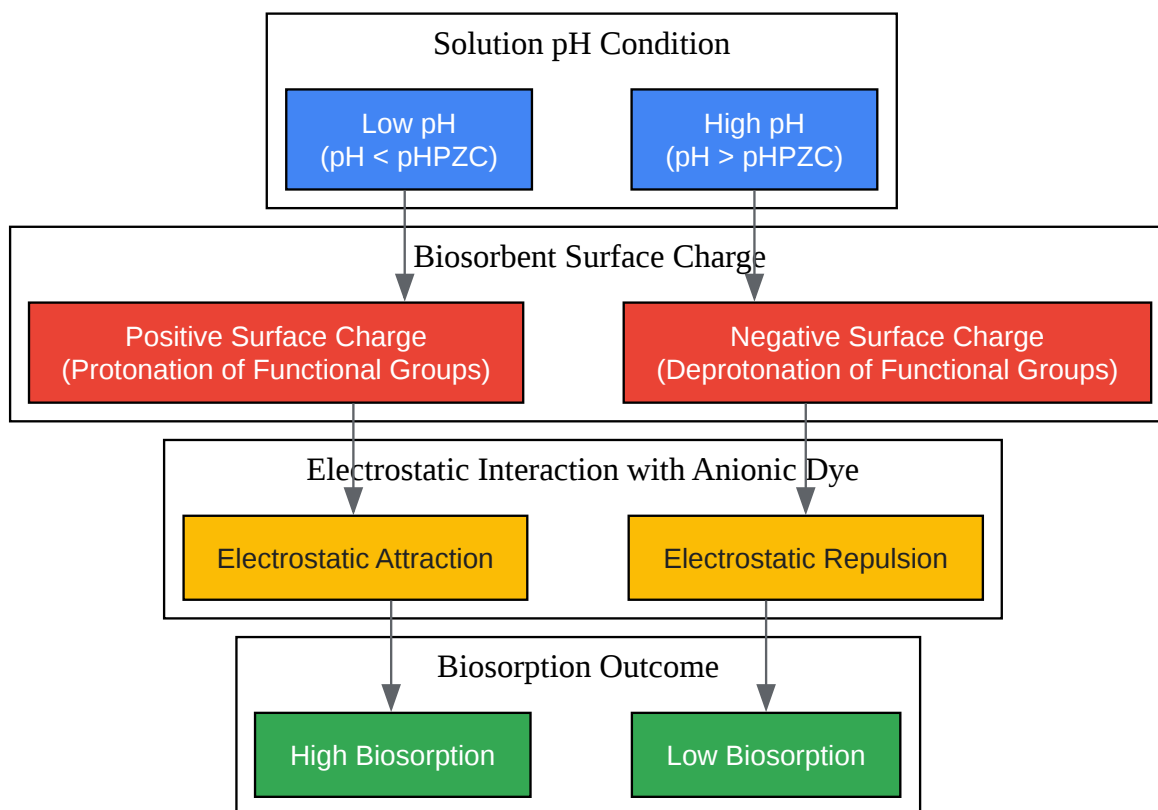 Solution pH Condition
Low pH
(pH < pHPZC)
High pH
(pH > pHPZC)
Biosorbent Surface Charge
Positive Surface Charge
(Protonation of Functional Groups)
Negative Surface Charge
(Deprotonation of Functional Groups)
Electrostatic Interaction with Anionic Dye
Electrostatic Attraction
Electrostatic Repulsion
Biosorption Outcome
High Biosorption
Low Biosorption